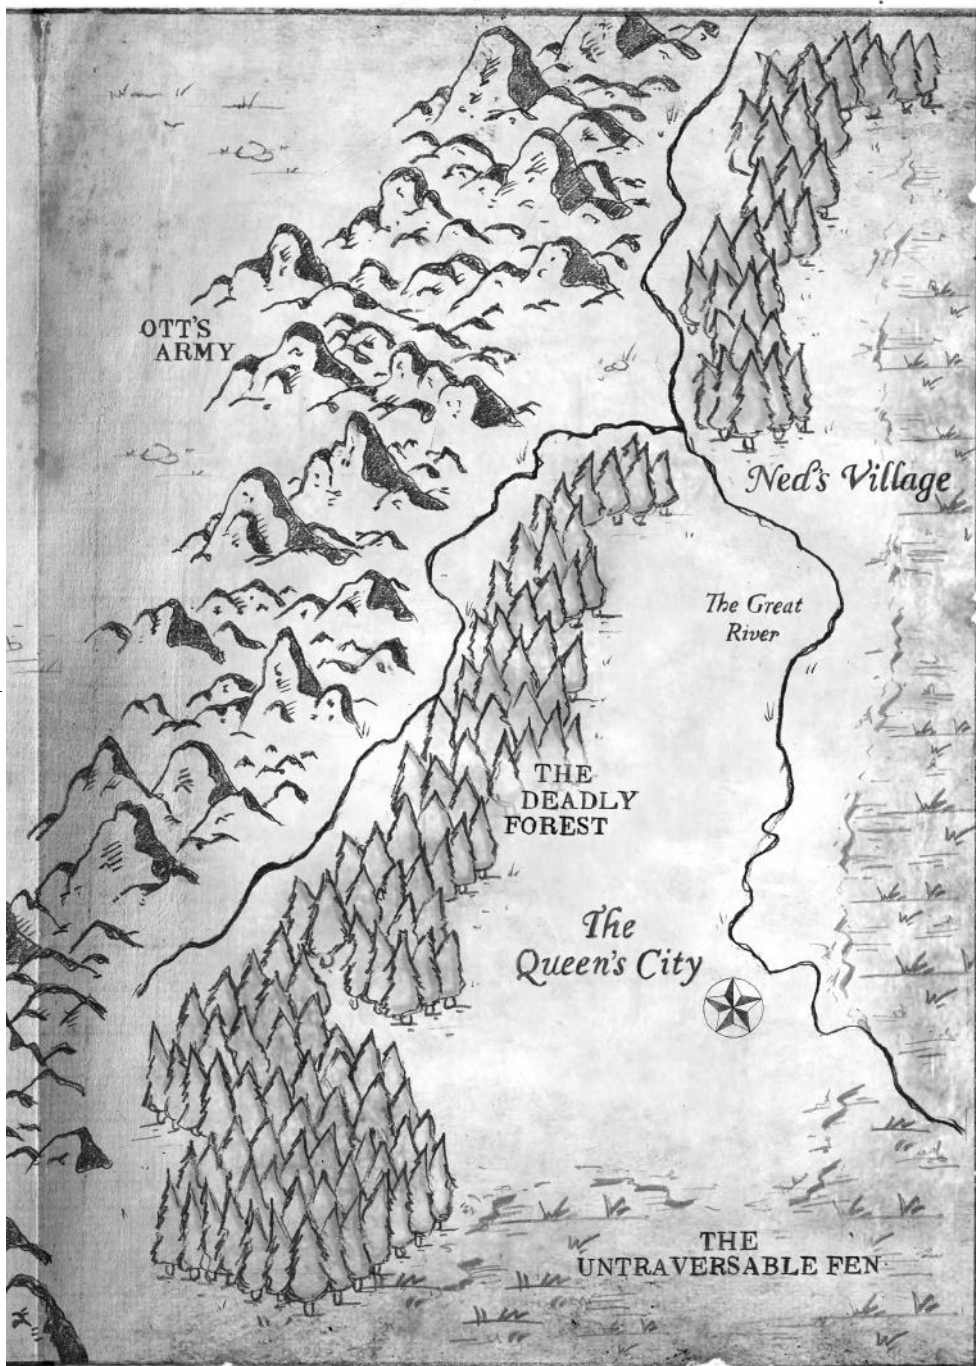 OTT'S
ARMY
Ned's Village
The Great
River
THE
DEADLY
FOREST
The
Queen's City
THE
UNTRAVERSABLE FEN